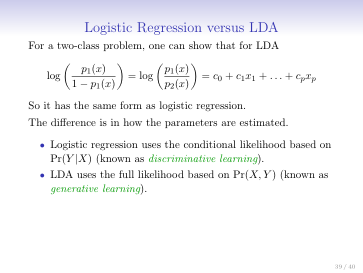 Logistic Regression versus LDA
For a two-class problem, one can show that for LDA
log ( p₁(x) / (1 − p₁(x)) ) = log ( p₁(x) / p₂(x) ) = c₀ + c₁x₁ + . . . + cₚxₚ
So it has the same form as logistic regression.
The difference is in how the parameters are estimated.
• Logistic regression uses the conditional likelihood based on
Pr(Y|X) (known as discriminative learning).
• LDA uses the full likelihood based on Pr(X, Y) (known as
generative learning).
39 / 40